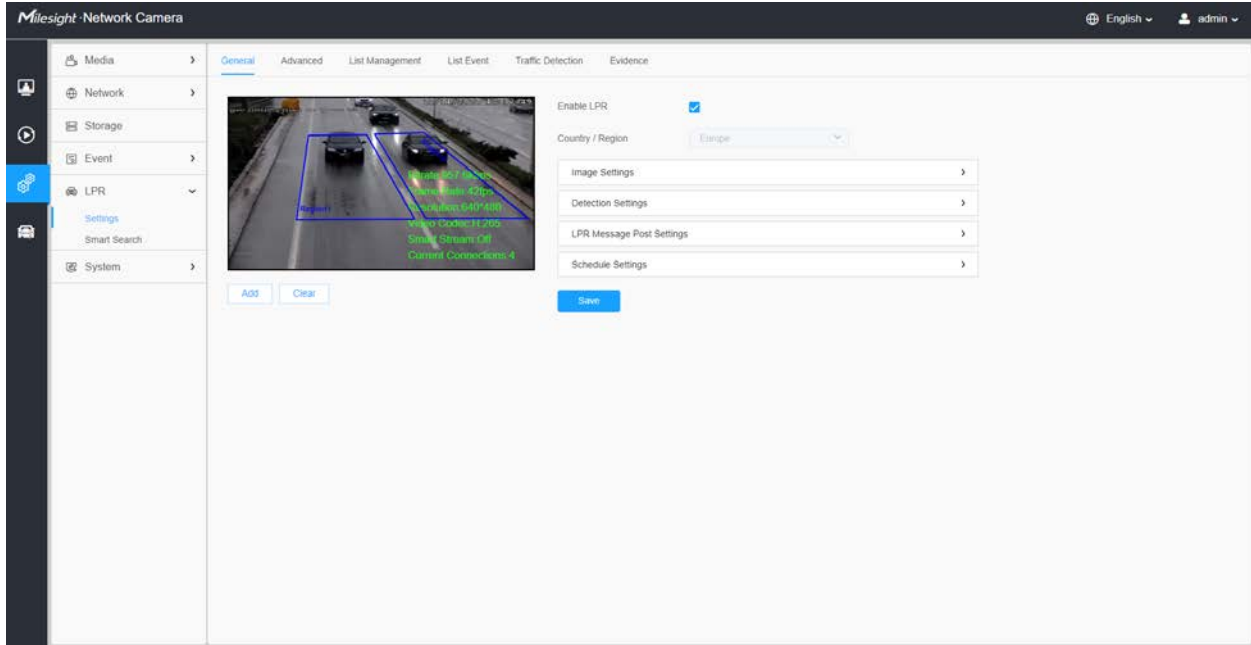 Milesight ·Network Camera
English
admin
Media
Network
Storage
Event
LPR
Settings
Smart Search
System
General Advanced List Management List Event Traffic Detection Evidence
Frame Rate:42fps
Resolution:640*480
Video Codec:H.265
Smart Stream:Off
Current Connections:4
Region1
Add Clear
Enable LPR
Country / Region Europe
Image Settings
Detection Settings
LPR Message Post Settings
Schedule Settings
Save